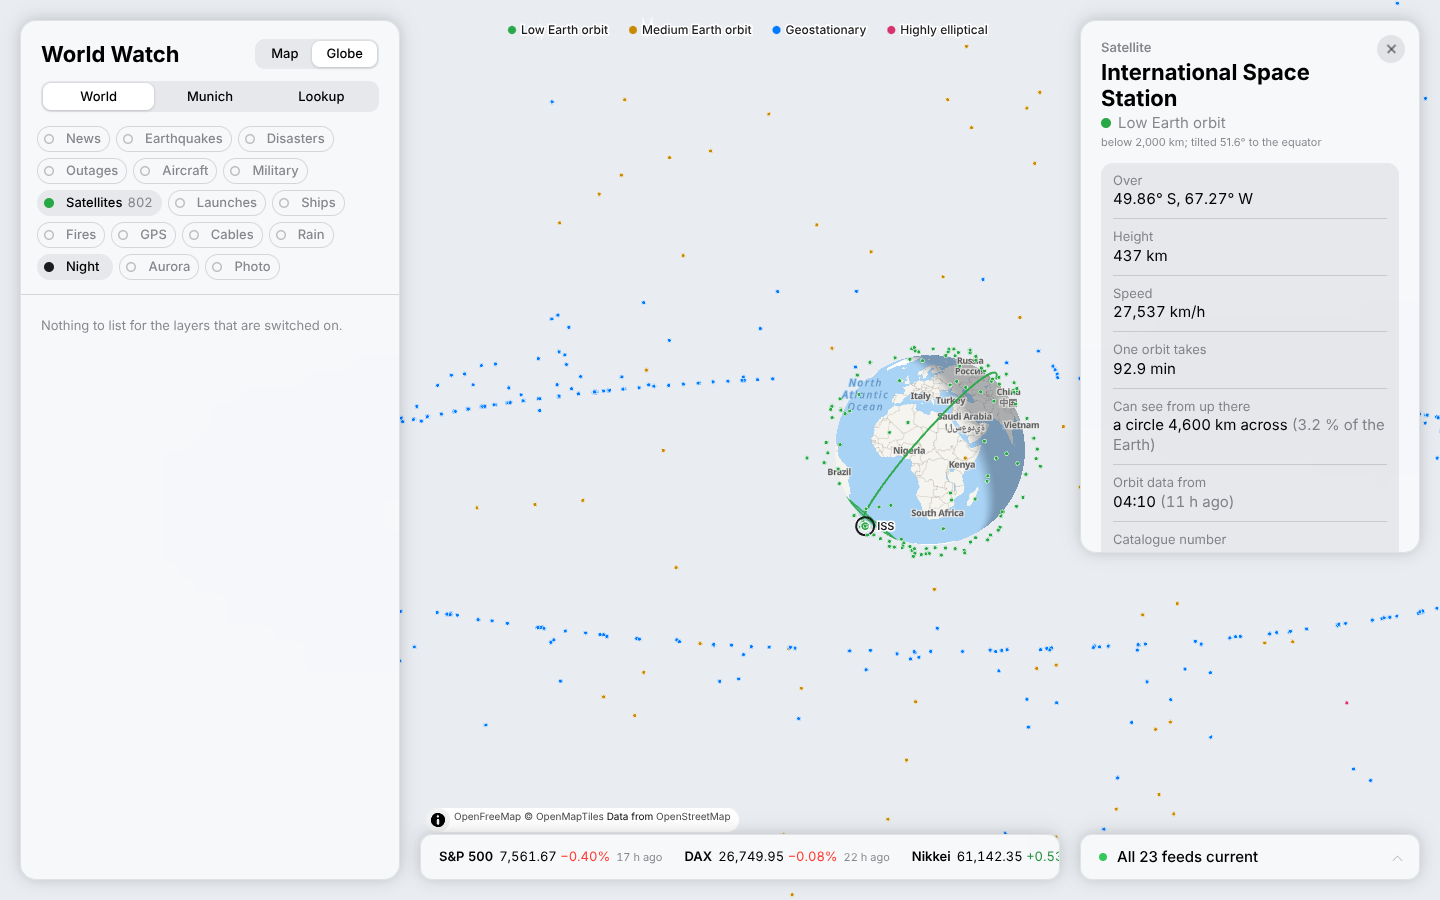 World Watch
Map
Globe
World
Munich
Lookup
News
Earthquakes
Disasters
Outages
Aircraft
Military
Satellites 802
Launches
Ships
Fires
GPS
Cables
Rain
Night
Aurora
Photo
Nothing to list for the layers that are switched on.
Low Earth orbit
Medium Earth orbit
Geostationary
Highly elliptical
North
Atlantic
Ocean
Russia
Россия
Italy
Turkey
China
中国
Saudi Arabia
السعودية
Vietnam
Nigeria
Kenya
Brazil
South Africa
ISS
OpenFreeMap © OpenMapTiles Data from OpenStreetMap
S&P 500 7,561.67 −0.40% 17 h ago
DAX 26,749.95 −0.08% 22 h ago
Nikkei 61,142.35 +0.53
Satellite
International Space
Station
Low Earth orbit
below 2,000 km; tilted 51.6° to the equator
Over
49.86° S, 67.27° W
Height
437 km
Speed
27,537 km/h
One orbit takes
92.9 min
Can see from up there
a circle 4,600 km across (3.2 % of the
Earth)
Orbit data from
04:10 (11 h ago)
Catalogue number
All 23 feeds current